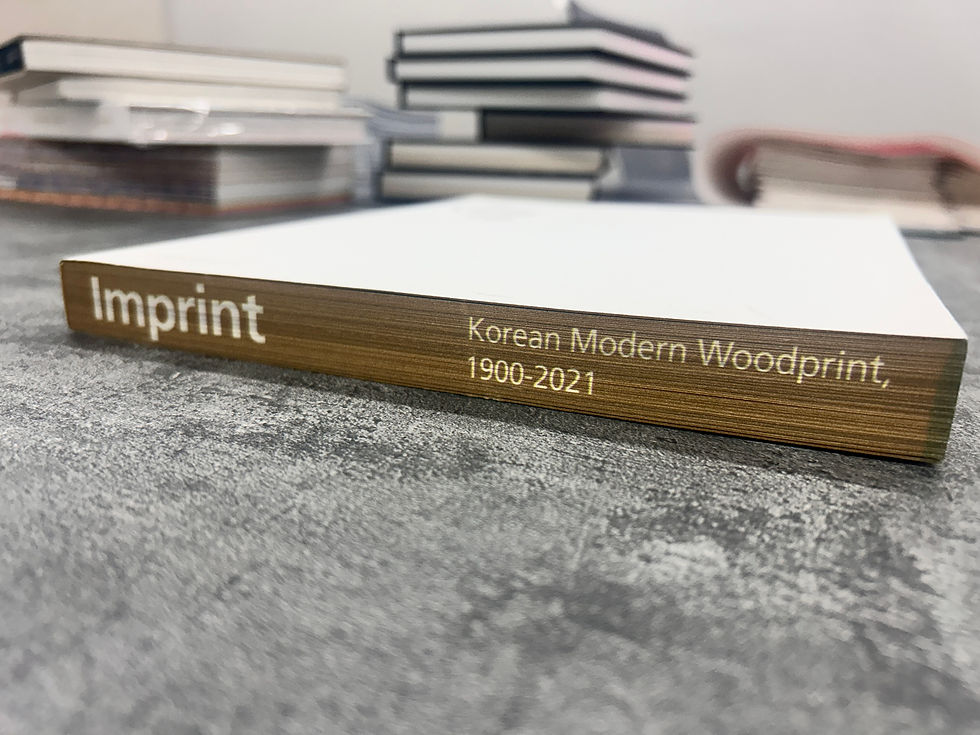 Imprint
Korean Modern Woodprint,
1900-2021